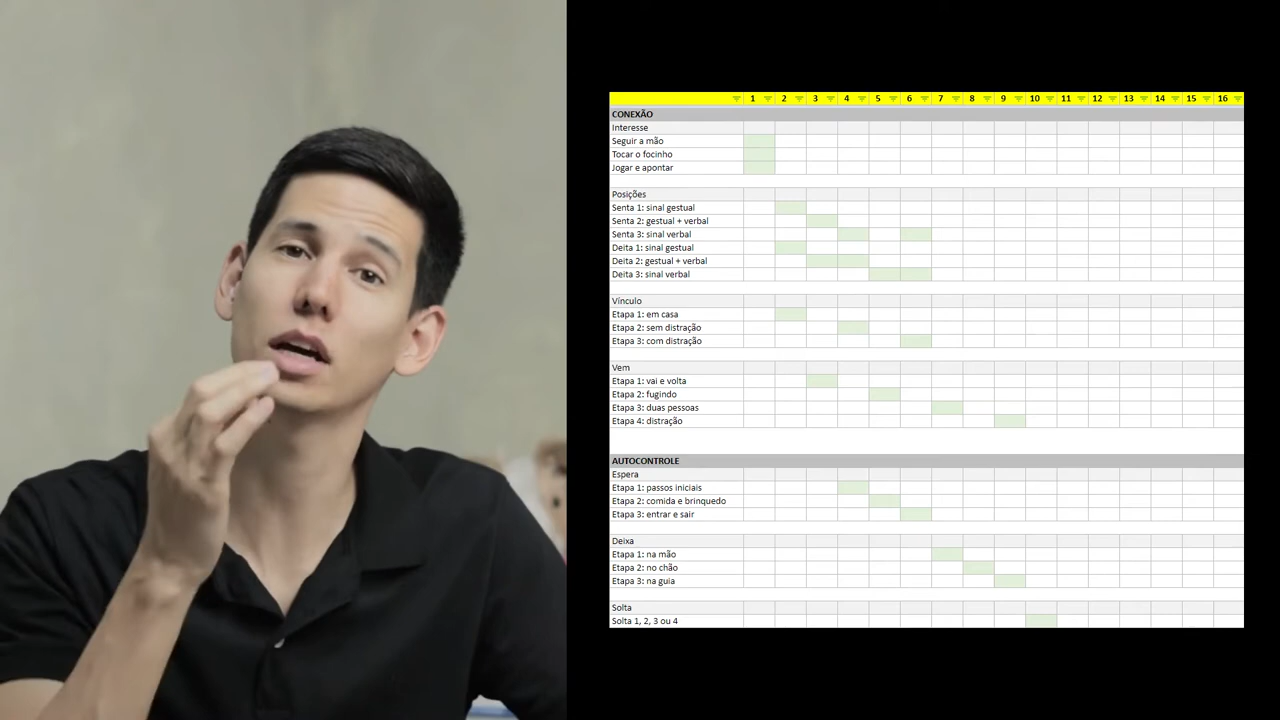 1 2 3 4 5 6 7 8 9 10 11 12 13 14 15 16
CONEXÃO
Interesse
Seguir a mão
Tocar o focinho
Jogar e apontar
Posições
Senta 1: sinal gestual
Senta 2: gestual + verbal
Senta 3: sinal verbal
Deita 1: sinal gestual
Deita 2: gestual + verbal
Deita 3: sinal verbal
Vínculo
Etapa 1: em casa
Etapa 2: sem distração
Etapa 3: com distração
Vem
Etapa 1: vai e volta
Etapa 2: fugindo
Etapa 3: duas pessoas
Etapa 4: distração
AUTOCONTROLE
Espera
Etapa 1: passos iniciais
Etapa 2: comida e brinquedo
Etapa 3: entrar e sair
Deixa
Etapa 1: na mão
Etapa 2: no chão
Etapa 3: na guia
Solta
Solta 1, 2, 3 ou 4